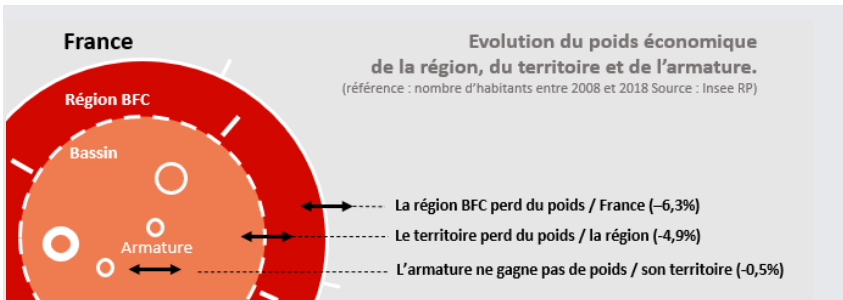 France
Evolution du poids économique
de la région, du territoire et de l'armature.
(référence : nombre d'habitants entre 2008 et 2018 Source : Insee RP)
Région BFC
Bassin
Armature
La région BFC perd du poids / France (–6,3%)
Le territoire perd du poids / la région (-4,9%)
L'armature ne gagne pas de poids / son territoire (-0,5%)